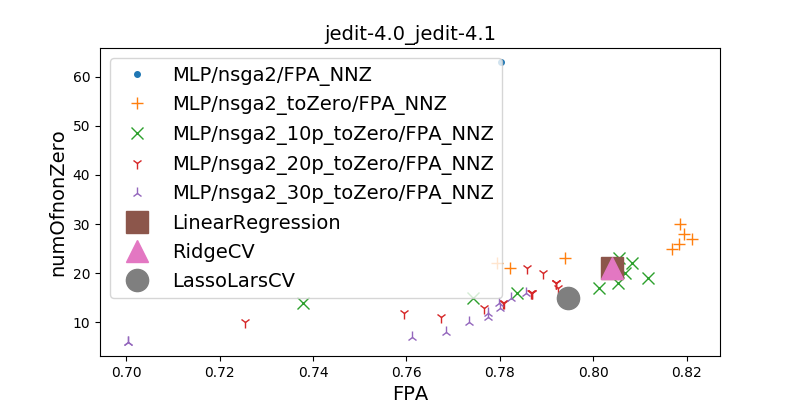 jedit-4.0_jedit-4.1
numOfnonZero
60
50
40
30
20
10
MLP/nsga2/FPA_NNZ
MLP/nsga2_toZero/FPA_NNZ
MLP/nsga2_10p_toZero/FPA_NNZ
MLP/nsga2_20p_toZero/FPA_NNZ
MLP/nsga2_30p_toZero/FPA_NNZ
LinearRegression
RidgeCV
LassoLarsCV
0.70 0.72 0.74 0.76 0.78 0.80 0.82
FPA